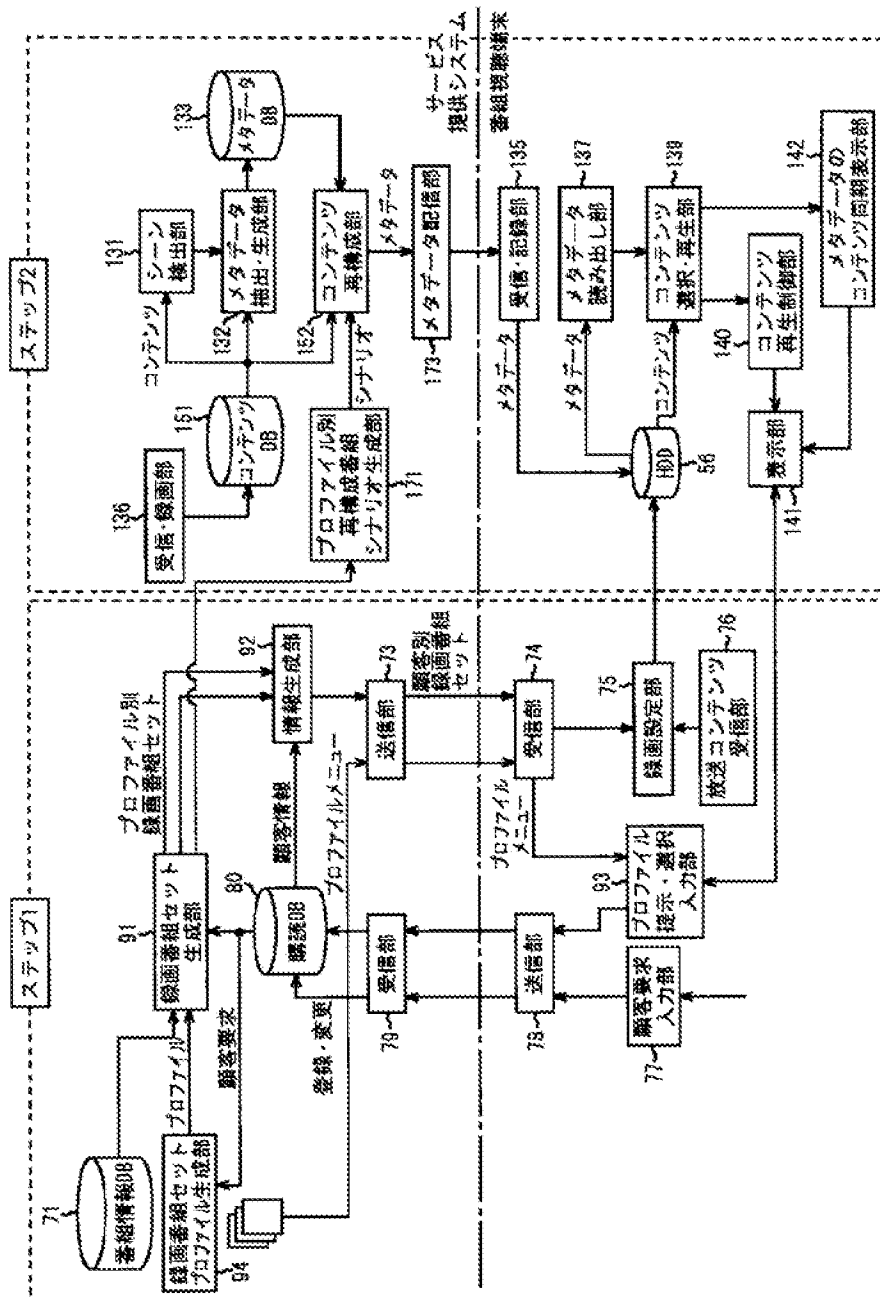 ステップ1
71
番組情報DB
プロファイル
録画番組セット
プロファイル生成部
94
91
録画番組セット
生成部
顧客要求
プロファイル別
録画番組セット
80
購読DB
顧客情報
92
情報生成部
登録・変更
受信部
79
プロファイルメニュー
送信部
73
顧客別
録画番組
セット
送信部
78
顧客要求
入力部
77
93
プロファイル
提示・選択
入力部
プロファイル
メニュー
受信部
74
75
録画設定部
放送コンテンツ
受信部
76
ステップ2
136
受信・録画部
151
コンテンツ
DB
コンテンツ
131
シーン
検出部
132
メタデータ
抽出・生成部
133
メタデータ
DB
152
コンテンツ
再構成部
シナリオ
プロファイル別
再構成番組
シナリオ生成部
171
メタデータ
173
メタデータ配信部
サービス
提供システム
番組視聴端末
受信・記録部
135
メタデータ
メタデータ
読み出し部
137
メタデータ
HDD
56
コンテンツ
コンテンツ
選択・再生部
139
140
コンテンツ
再生制御部
表示部
141
メタデータの
コンテンツ同期表示部
142